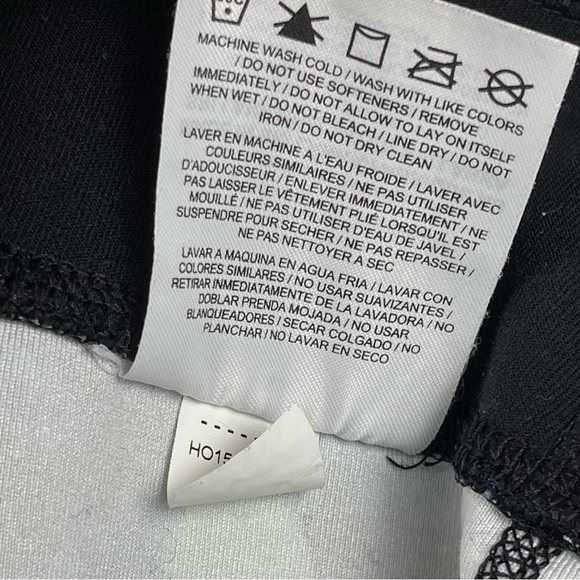 MACHINE WASH COLD / WASH WITH LIKE COLORS
/ DO NOT USE SOFTENERS / REMOVE
IMMEDIATELY / DO NOT ALLOW TO LAY ON ITSELF
WHEN WET / DO NOT BLEACH / LINE DRY / DO NOT
IRON / DO NOT DRY CLEAN
LAVER EN MACHINE A L'EAU FROIDE / LAVER AVEC
COULEURS SIMILAIRES / NE PAS UTILISER
D'ADOUCISSEUR / ENLEVER IMMEDIATEMENT / NE
PAS LAISSER LE VÊTEMENT PLIÉ LORSQU'IL EST
MOUILLÉ / NE PAS UTILISER D'EAU DE JAVEL /
SUSPENDRE POUR SECHER / NE PAS REPASSER /
NE PAS NETTOYER A SEC
LAVAR A MAQUINA EN AGUA FRIA / LAVAR CON
COLORES SIMILARES / NO USAR SUAVIZANTES /
RETIRAR INMEDIATAMENTE DE LA LAVADORA / NO
DOBLAR PRENDA MOJADA / NO USAR
BLANQUEADORES / SECAR COLGADO / NO
PLANCHAR / NO LAVAR EN SECO